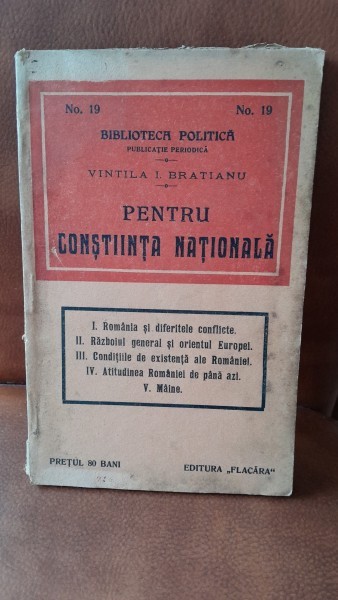 No. 19 No. 19
BIBLIOTECA POLITICĂ
PUBLICAȚIE PERIODICĂ
VINTILA I. BRATIANU
PENTRU
CONȘTIINȚA NAȚIONALĂ
I. România și diferitele conflicte.
II. Războiul general și orientul Europei.
III. Condițiile de existență ale României.
IV. Atitudinea României de până azi.
V. Mâine.
PREȚUL 80 BANI EDITURA „FLACĂRA"